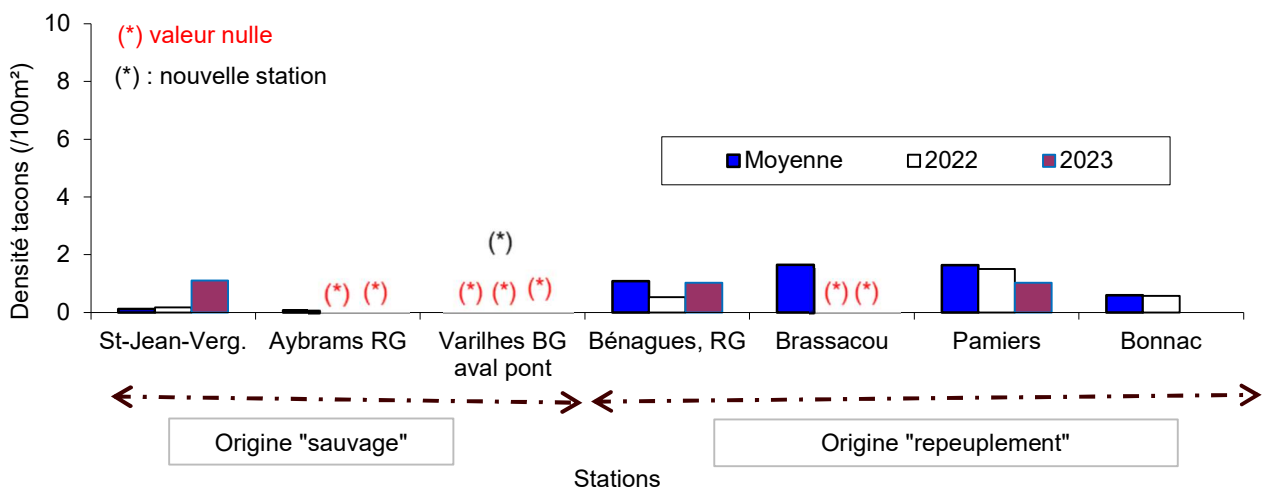 Densité tacons (/100m²)
10
8
6
4
2
0
(*) valeur nulle
(*) : nouvelle station
Moyenne 2022 2023
(*)
(*) (*) (*) (*) (*) (*) (*)
St-Jean-Verg. Aybrams RG Varilhes BG aval pont Bénagues, RG Brassacou Pamiers Bonnac
Origine "sauvage" Origine "repeuplement"
Stations